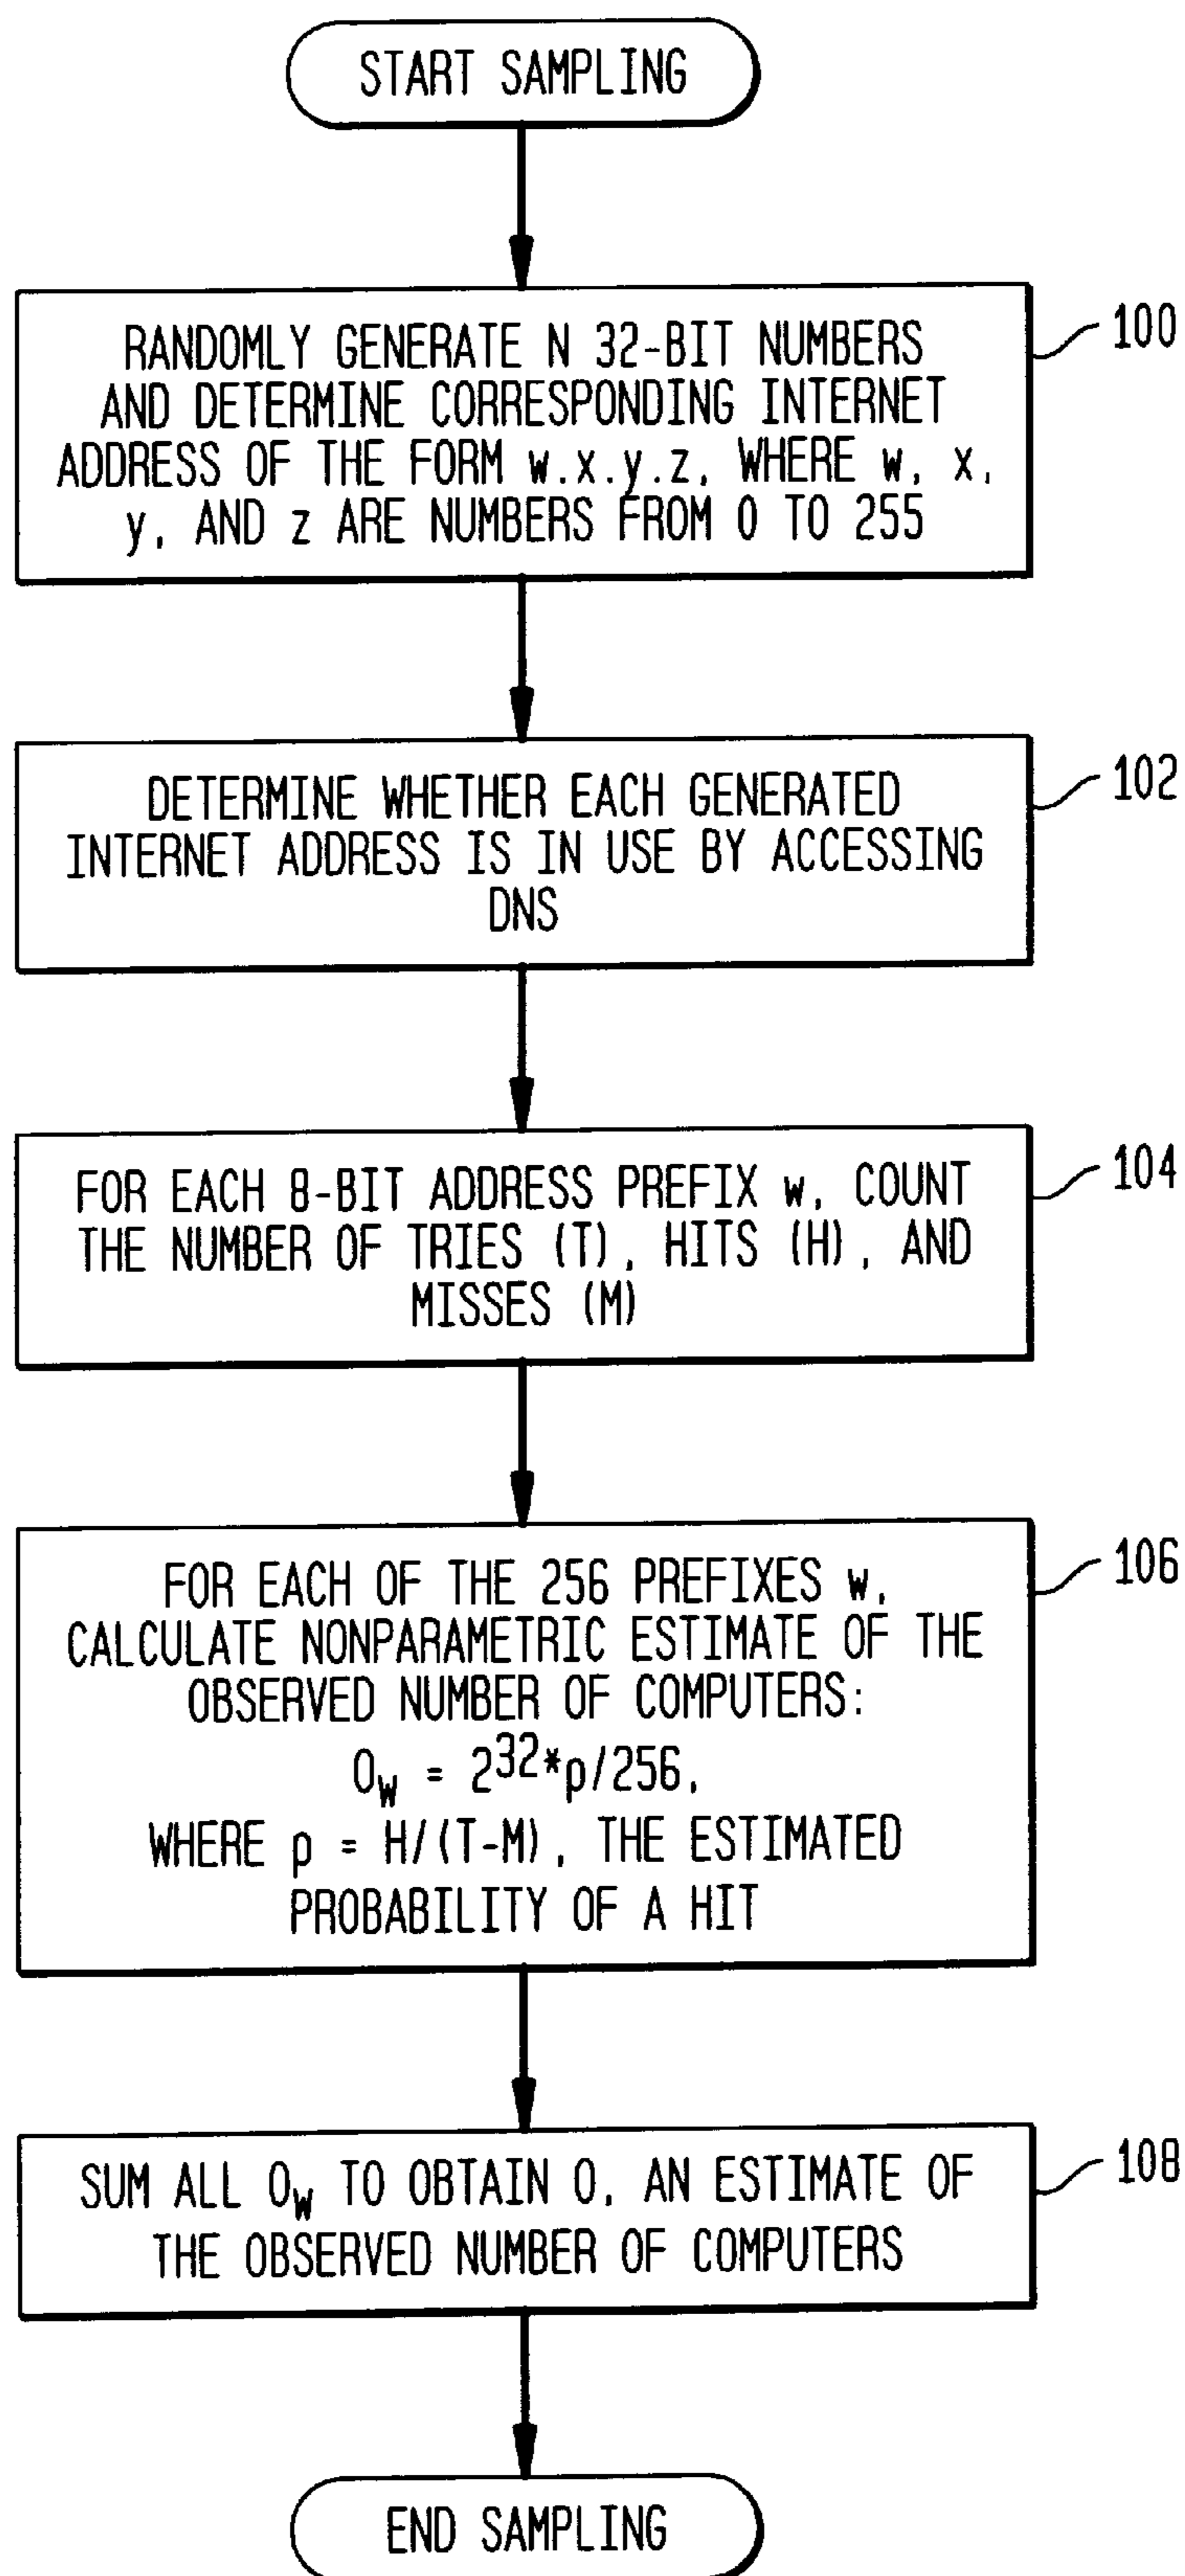 START SAMPLING
RANDOMLY GENERATE N 32-BIT NUMBERS
AND DETERMINE CORRESPONDING INTERNET
ADDRESS OF THE FORM w.x.y.z, WHERE w, x,
y, AND z ARE NUMBERS FROM 0 TO 255
100
DETERMINE WHETHER EACH GENERATED
INTERNET ADDRESS IS IN USE BY ACCESSING
DNS
102
FOR EACH 8-BIT ADDRESS PREFIX w, COUNT
THE NUMBER OF TRIES (T), HITS (H), AND
MISSES (M)
104
FOR EACH OF THE 256 PREFIXES w,
CALCULATE NONPARAMETRIC ESTIMATE OF THE
OBSERVED NUMBER OF COMPUTERS:
O_w = 2^32*p/256,
WHERE p = H/(T-M), THE ESTIMATED
PROBABILITY OF A HIT
106
SUM ALL O_w TO OBTAIN O, AN ESTIMATE OF
THE OBSERVED NUMBER OF COMPUTERS
108
END SAMPLING